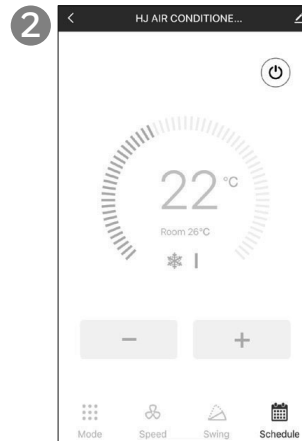 2
HJ AIR CONDITIONE...
22 °C
Room 26°C
− +
Mode Speed Swing Schedule